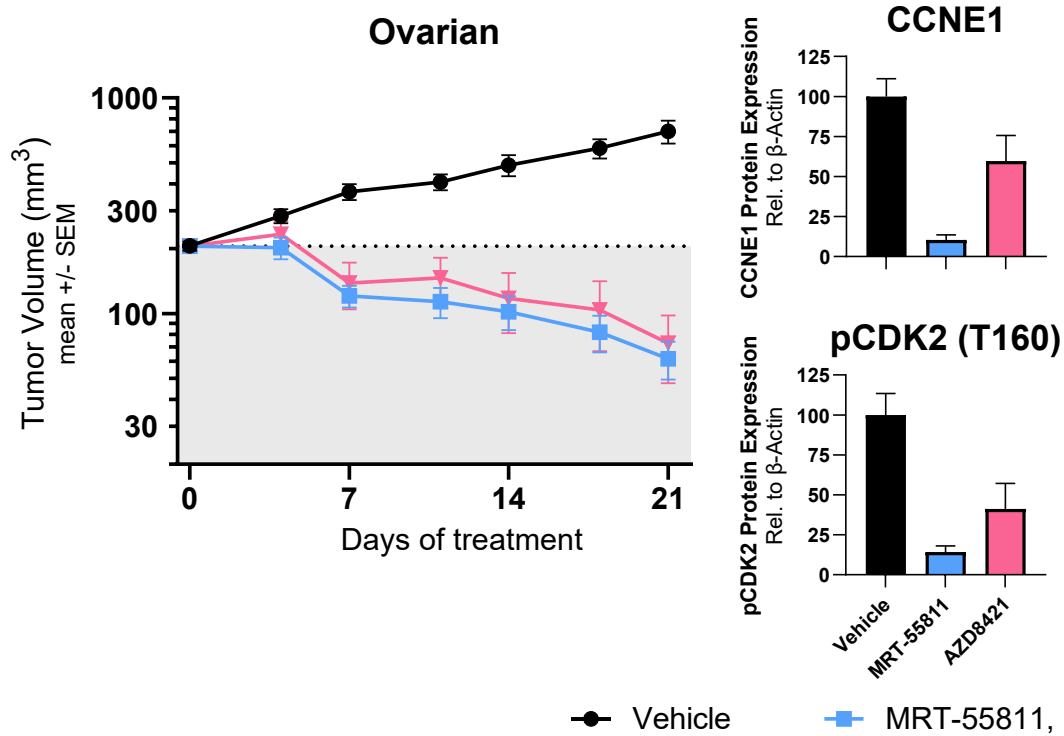 Ovarian
Tumor Volume (mm³)
mean +/- SEM
1000
300
100
30
0
7
14
21
Days of treatment
CCNE1
CCNE1 Protein Expression
Rel. to β-Actin
125
100
75
50
25
0
pCDK2 (T160)
pCDK2 Protein Expression
Rel. to β-Actin
125
100
75
50
25
0
Vehicle
MRT-55811
AZD8421
Vehicle
MRT-55811,